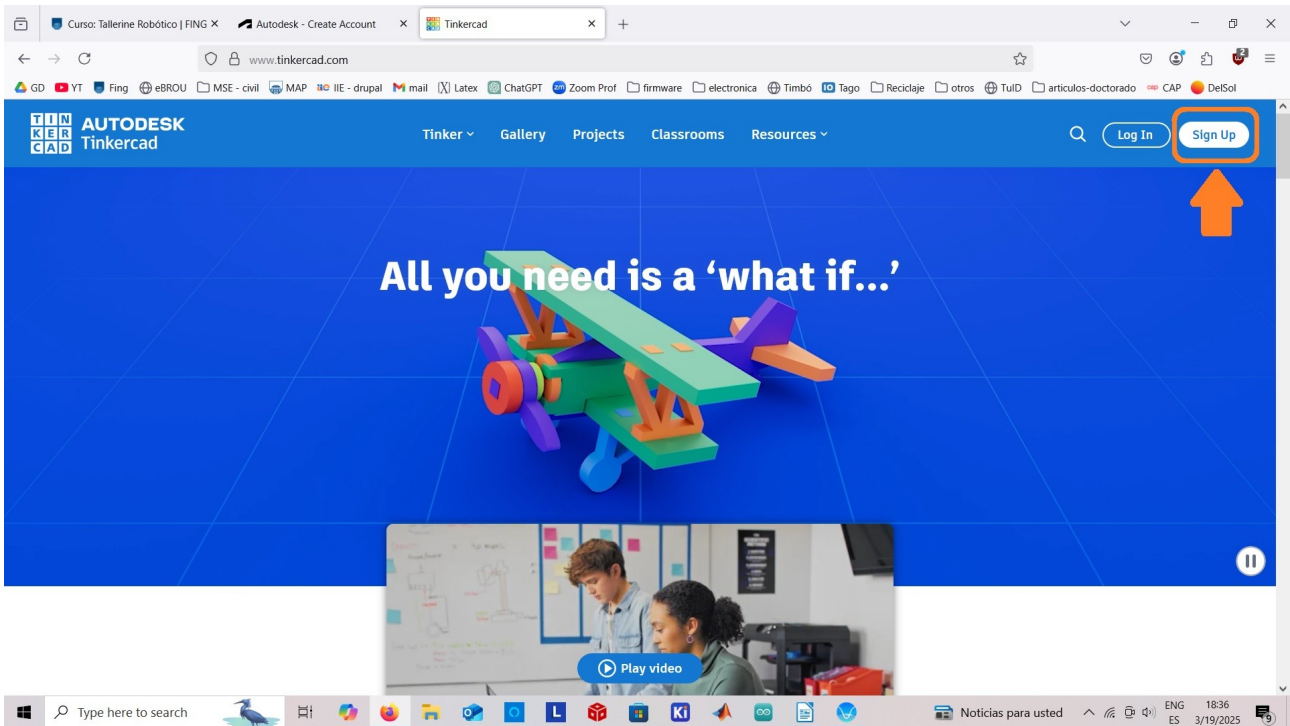 Curso: Tallerine Robótico | FING
Autodesk - Create Account
Tinkercad
www.tinkercad.com
GD
YT
Fing
eBROU
MSE - civil
MAP
IIE - drupal
mail
Latex
ChatGPT
Zoom Prof
firmware
electronica
Timbó
Tago
Reciclaje
otros
TuID
articulos-doctorado
CAP
DelSol
2
TIN
KER
CAD
AUTODESK
Tinkercad
Tinker
Gallery
Projects
Classrooms
Resources
Log In
Sign Up
All you need is a ‘what if...’
Play video
Type here to search
Noticias para usted
ENG
ES
18:36
3/19/2025
9